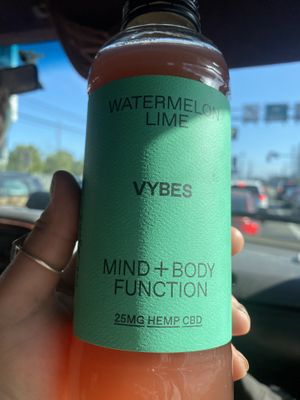 WATERMELON
LIME
VYBES
MIND+BODY
FUNCTION
25MG HEMP CBD